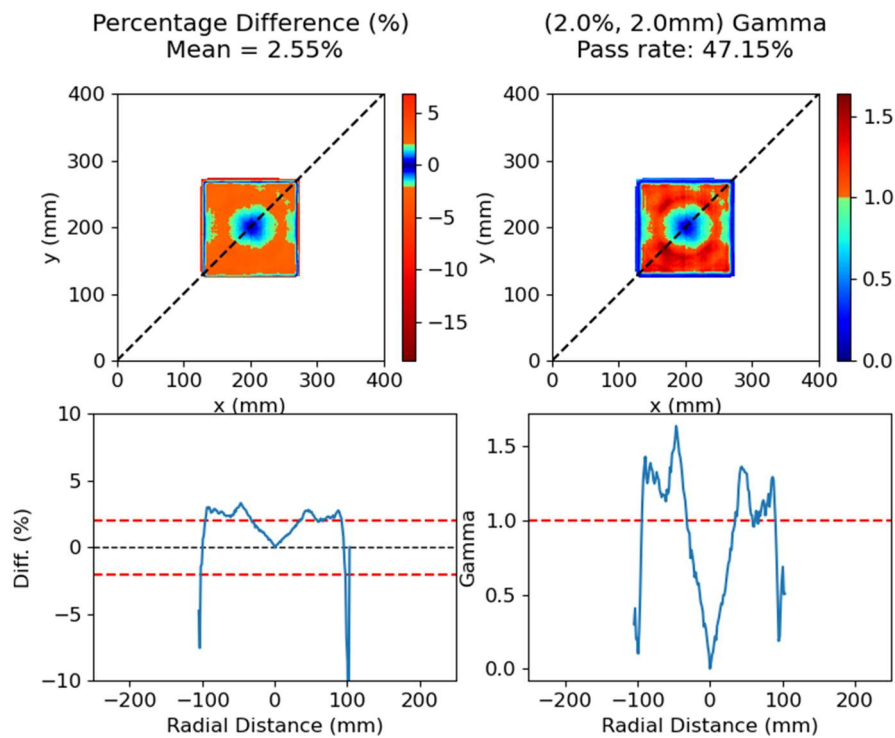 Percentage Difference (%)
Mean = 2.55%
(2.0%, 2.0mm) Gamma
Pass rate: 47.15%
y (mm)
400
300
200
100
0
0 200 300 400
x (mm)
5
0
−5
−10
−15
y (mm)
400
300
200
100
0
0 200 300 400
x (mm)
1.5
1.0
0.5
0.0
Diff. (%)
10
5
0
−5
−10
−200 −100 0 100 200
Radial Distance (mm)
Gamma
1.5
1.0
0.5
0.0
−200 −100 0 100 200
Radial Distance (mm)